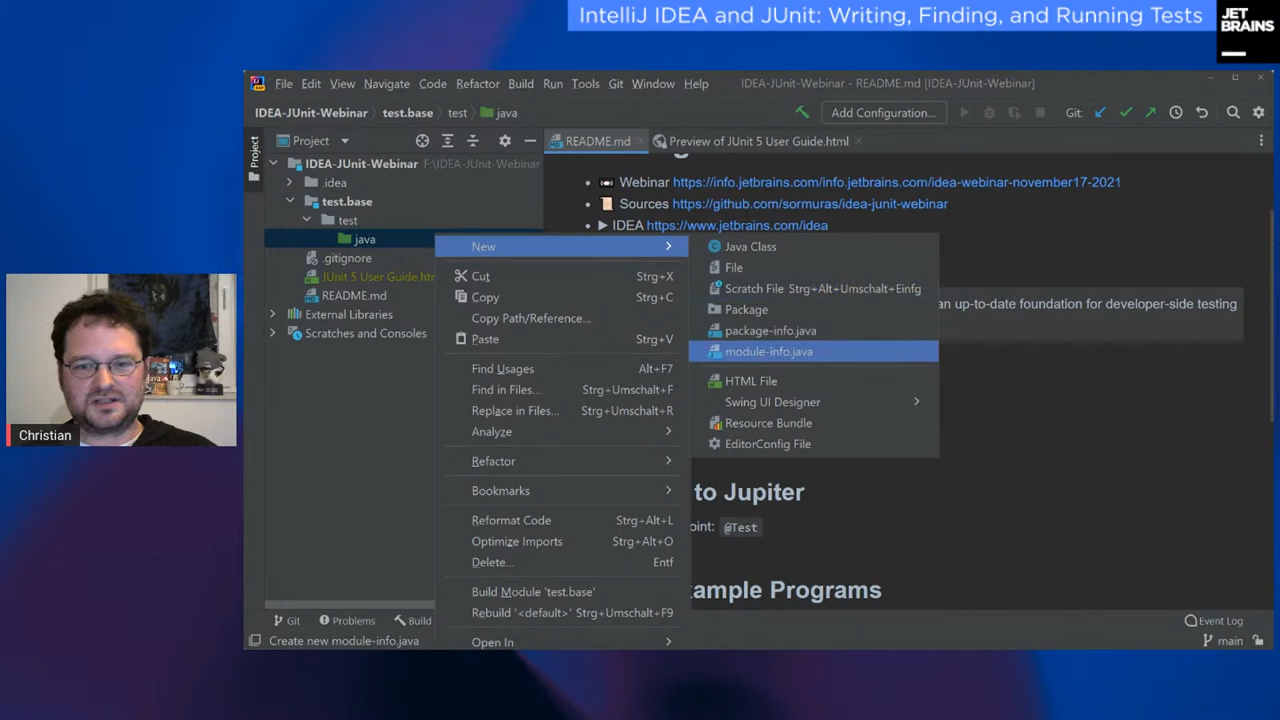 IntelliJ IDEA and JUnit: Writing, Finding, and Running Tests
JET
BRAINS
File Edit View Navigate Code Refactor Build Run Tools Git Window Help IDEA-JUnit-Webinar - README.md [IDEA-JUnit-Webinar]
IDEA-JUnit-Webinar test.base test java Add Configuration... Git:
Project README.md Preview of JUnit 5 User Guide.html
Project
IDEA-JUnit-Webinar F:\IDEA-JUnit-Webinar
.idea
test.base
test
java
.gitignore
JUnit 5 User Guide.htr
README.md
External Libraries
Scratches and Consoles
Webinar https://info.jetbrains.com/info.jetbrains.com/idea-webinar-november17-2021
Sources https://github.com/sormuras/idea-junit-webinar
IDEA https://www.jetbrains.com/idea
an up-to-date foundation for developer-side testing
to Jupiter
oint: @Test
ample Programs
New
Cut Strg+X
Copy Strg+C
Copy Path/Reference...
Paste Strg+V
Find Usages Alt+F7
Find in Files... Strg+Umschalt+F
Replace in Files... Strg+Umschalt+R
Analyze
Refactor
Bookmarks
Reformat Code Strg+Alt+L
Optimize Imports Strg+Alt+O
Delete... Entf
Build Module 'test.base'
Rebuild '<default>' Strg+Umschalt+F9
Open In
Java Class
File
Scratch File Strg+Alt+Umschalt+Einfg
Package
package-info.java
module-info.java
HTML File
Swing UI Designer
Resource Bundle
EditorConfig File
Christian
Git Problems Build Event Log
Create new module-info.java main